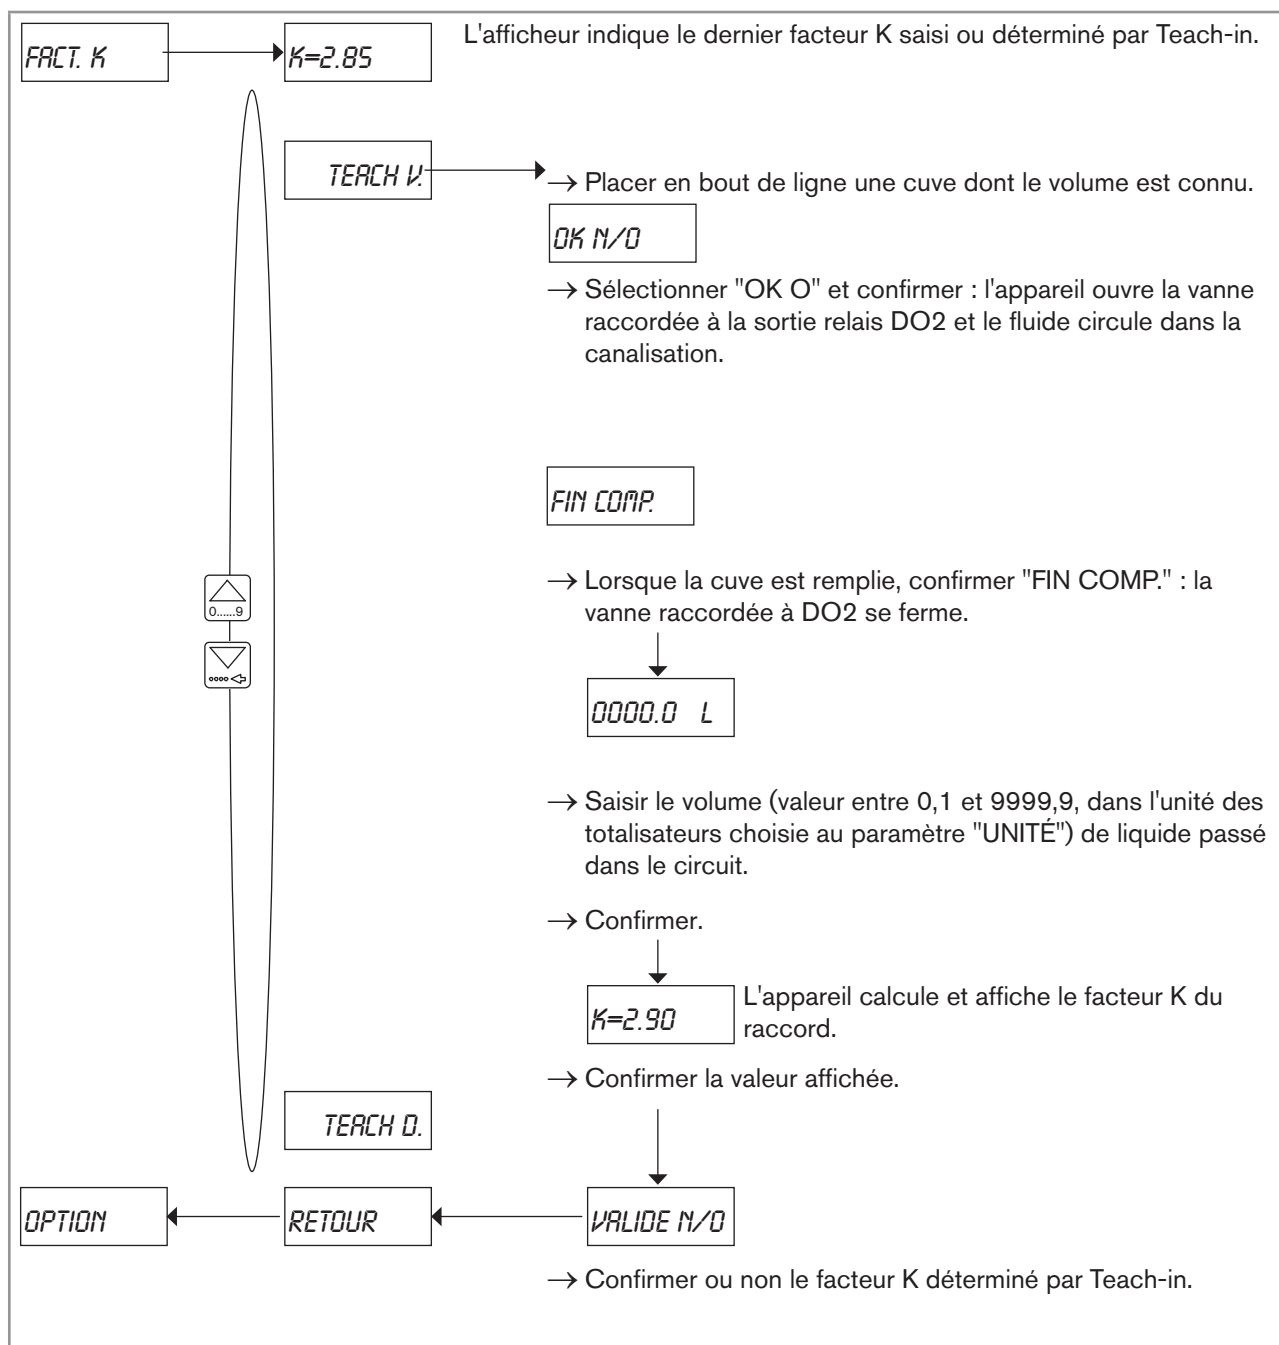 FACT. K
K=2.85
L'afficheur indique le dernier facteur K saisi ou déterminé par Teach-in.
TEACH V.
→ Placer en bout de ligne une cuve dont le volume est connu.
OK N/O
→ Sélectionner "OK O" et confirmer : l'appareil ouvre la vanne
raccordée à la sortie relais DO2 et le fluide circule dans la
canalisation.
FIN COMP.
→ Lorsque la cuve est remplie, confirmer "FIN COMP." : la
vanne raccordée à DO2 se ferme.
0......9
0000.0 L
→ Saisir le volume (valeur entre 0,1 et 9999,9, dans l'unité des
totalisateurs choisie au paramètre "UNITÉ") de liquide passé
dans le circuit.
→ Confirmer.
K=2.90
L'appareil calcule et affiche le facteur K du
raccord.
→ Confirmer la valeur affichée.
TEACH D.
OPTION
RETOUR
VALIDE N/O
→ Confirmer ou non le facteur K déterminé par Teach-in.